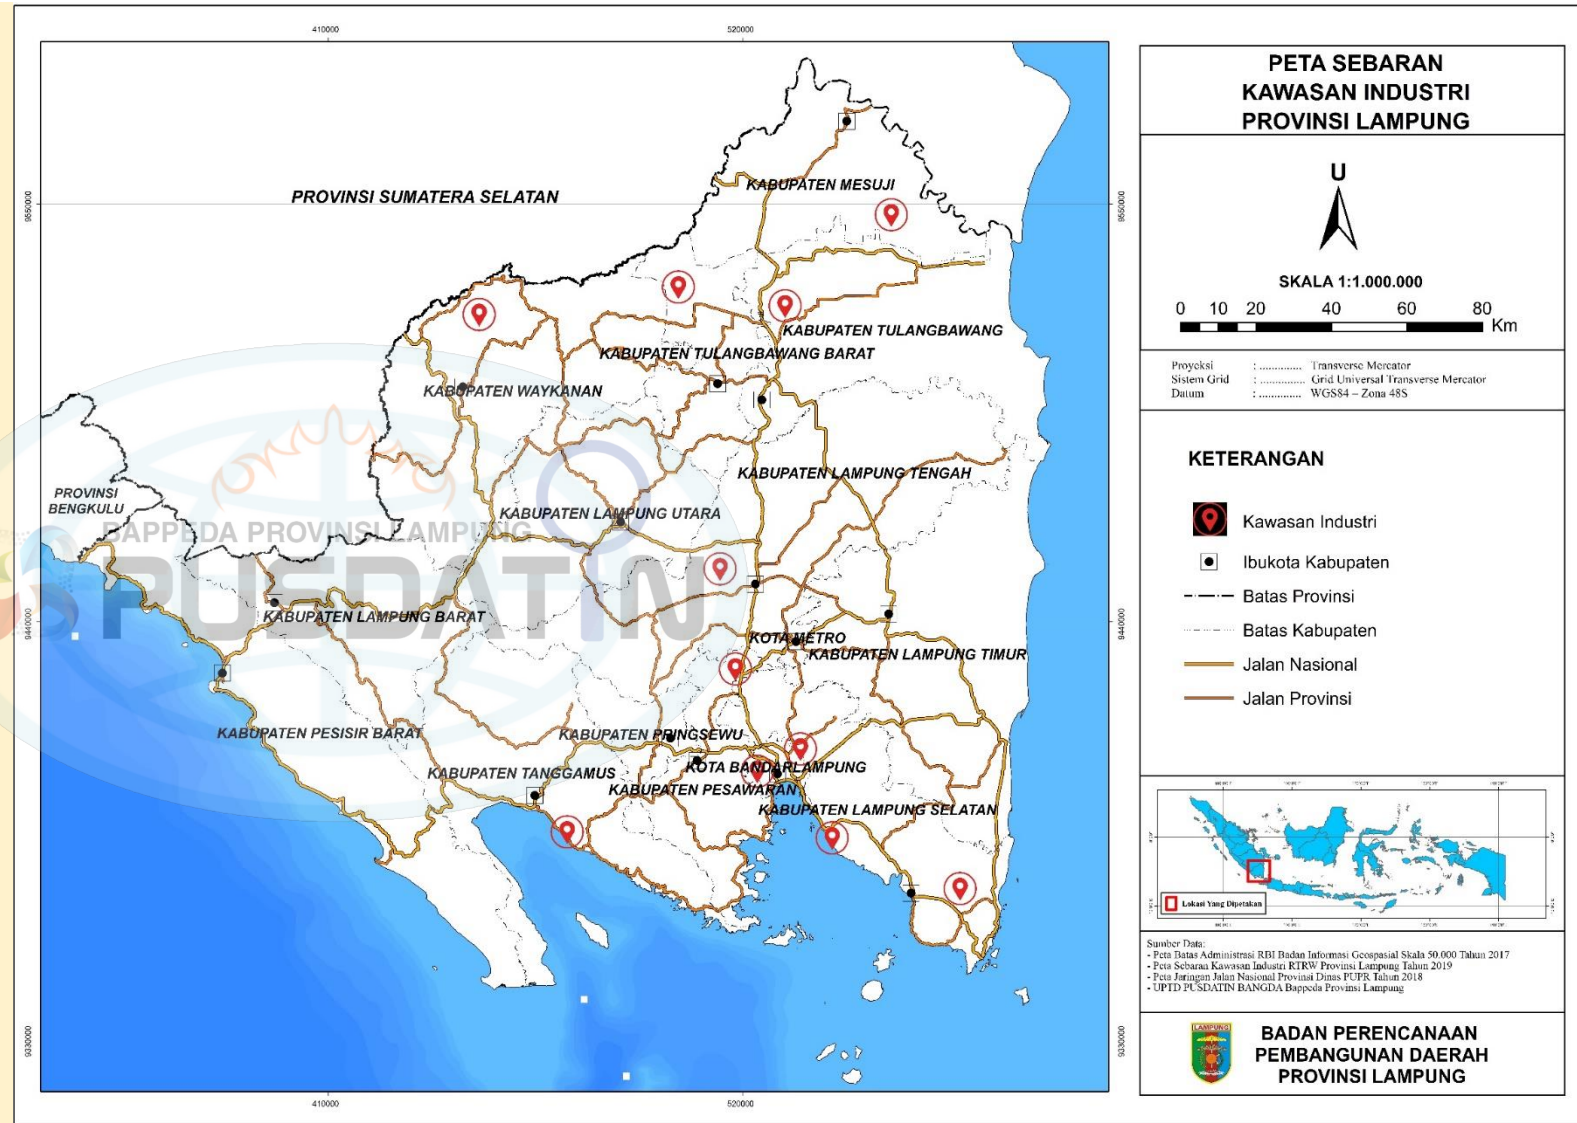 410000
520000
PROVINSI SUMATERA SELATAN
KABUPATEN MESUJI
9550000
9550000
KABUPATEN TULANGBAWANG
KABUPATEN TULANGBAWANG BARAT
KABUPATEN WAYKANAN
KABUPATEN LAMPUNG TENGAH
PROVINSI
BENGKULU
KABUPATEN LAMPUNG UTARA
BAPPEDA PROVINSI LAMPUNG
PUSDATIN
KABUPATEN LAMPUNG BARAT
9440000
9440000
KOTA METRO
KABUPATEN LAMPUNG TIMUR
KABUPATEN PESISIR BARAT
KABUPATEN PRINGSEWU
KABUPATEN TANGGAMUS
KOTA BANDARLAMPUNG
KABUPATEN PESAWARAN
KABUPATEN LAMPUNG SELATAN
9330000
9330000
410000
520000
PETA SEBARAN
KAWASAN INDUSTRI
PROVINSI LAMPUNG
U
SKALA 1:1.000.000
0 10 20 40 60 80
Km
Proyeksi : .............. Transverse Mercator
Sistem Grid : .............. Grid Universal Transverse Mercator
Datum : .............. WGS84 – Zona 48S
KETERANGAN
Kawasan Industri
Ibukota Kabupaten
Batas Provinsi
Batas Kabupaten
Jalan Nasional
Jalan Provinsi
Lokasi Yang Dipetakan
Sumber Data:
- Peta Batas Administrasi RBI Badan Informasi Geospasial Skala 50.000 Tahun 2017
- Peta Sebaran Kawasan Industri RTRW Provinsi Lampung Tahun 2019
- Peta Jaringan Jalan Nasional Provinsi Dinas PUPR Tahun 2018
- UPTD PUSDATIN BANGDA Bappeda Provinsi Lampung
LAMPUNG
BADAN PERENCANAAN
PEMBANGUNAN DAERAH
PROVINSI LAMPUNG